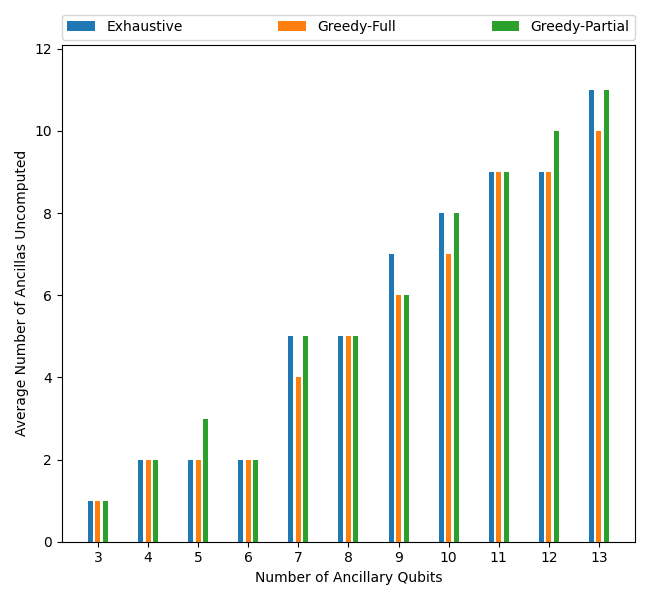 Exhaustive Greedy-Full Greedy-Partial
12
10
8
6
4
2
0
Average Number of Ancillas Uncomputed
3 4 5 6 7 8 9 10 11 12 13
Number of Ancillary Qubits